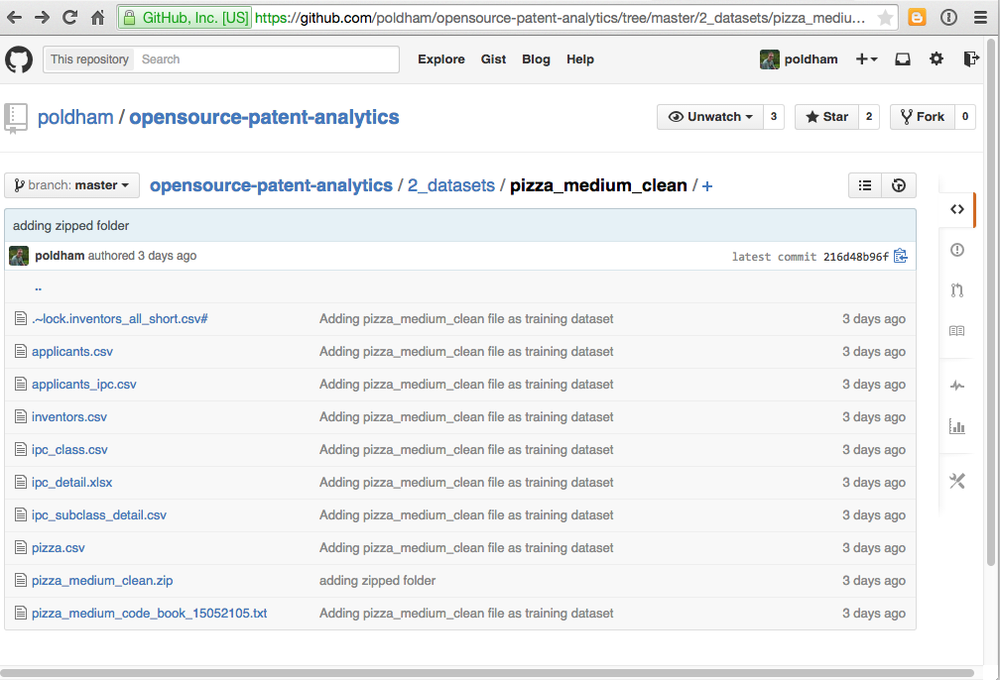 GitHub, Inc. [US] https://github.com/poldham/opensource-patent-analytics/tree/master/2_datasets/pizza_mediu...
This repository Search Explore Gist Blog Help poldham
poldham / opensource-patent-analytics Unwatch 3 Star 2 Fork 0
branch: master opensource-patent-analytics / 2_datasets / pizza_medium_clean / +
adding zipped folder
poldham authored 3 days ago latest commit 216d48b96f
..
.~lock.inventors_all_short.csv# Adding pizza_medium_clean file as training dataset 3 days ago
applicants.csv Adding pizza_medium_clean file as training dataset 3 days ago
applicants_ipc.csv Adding pizza_medium_clean file as training dataset 3 days ago
inventors.csv Adding pizza_medium_clean file as training dataset 3 days ago
ipc_class.csv Adding pizza_medium_clean file as training dataset 3 days ago
ipc_detail.xlsx Adding pizza_medium_clean file as training dataset 3 days ago
ipc_subclass_detail.csv Adding pizza_medium_clean file as training dataset 3 days ago
pizza.csv Adding pizza_medium_clean file as training dataset 3 days ago
pizza_medium_clean.zip adding zipped folder 3 days ago
pizza_medium_code_book_15052105.txt Adding pizza_medium_clean file as training dataset 3 days ago